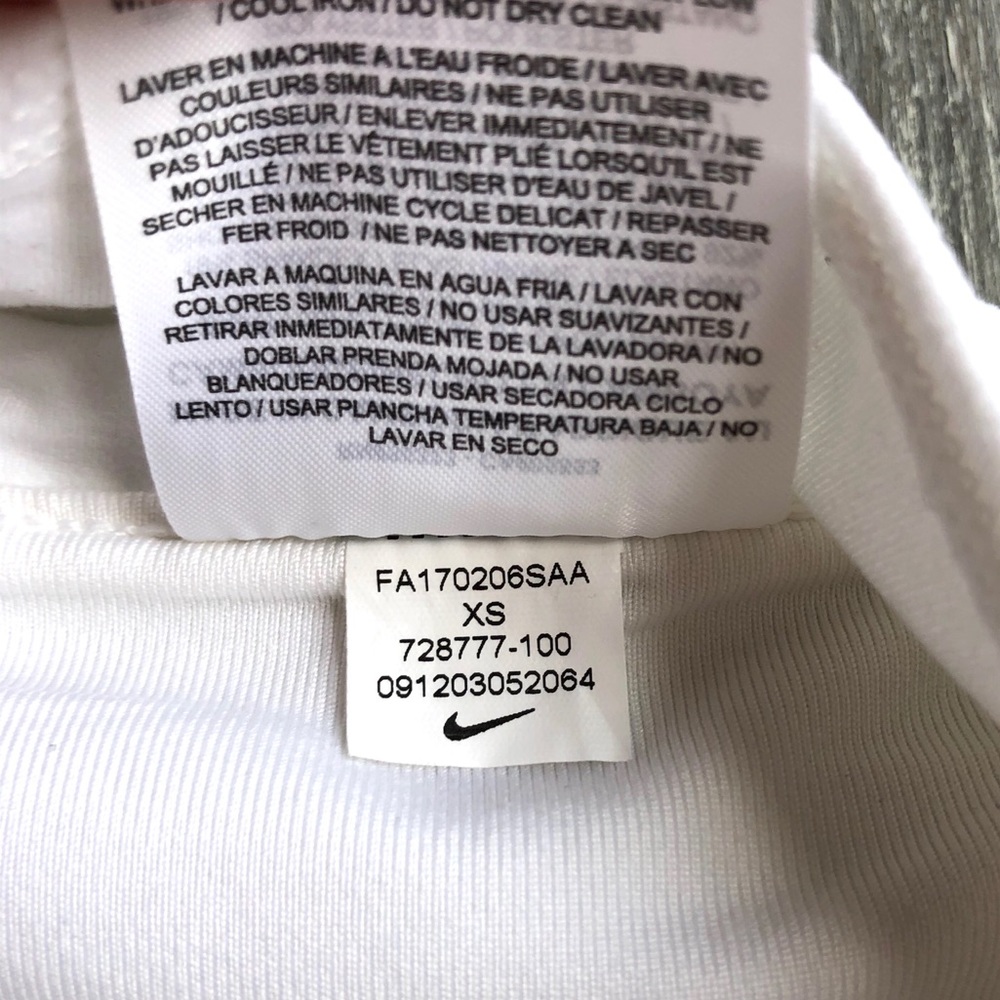 / COOL IRON / DO NOT DRY CLEAN
LAVER EN MACHINE A L'EAU FROIDE / LAVER AVEC
COULEURS SIMILAIRES / NE PAS UTILISER
D'ADOUCISSEUR / ENLEVER IMMEDIATEMENT / NE
PAS LAISSER LE VÊTEMENT PLIÉ LORSQU'IL EST
MOUILLÉ / NE PAS UTILISER D'EAU DE JAVEL /
SECHER EN MACHINE CYCLE DELICAT / REPASSER
FER FROID / NE PAS NETTOYER A SEC
LAVAR A MAQUINA EN AGUA FRIA / LAVAR CON
COLORES SIMILARES / NO USAR SUAVIZANTES /
RETIRAR INMEDIATAMENTE DE LA LAVADORA / NO
DOBLAR PRENDA MOJADA / NO USAR
BLANQUEADORES / USAR SECADORA CICLO
LENTO / USAR PLANCHA TEMPERATURA BAJA / NO
LAVAR EN SECO
FA170206SAA
XS
728777-100
091203052064